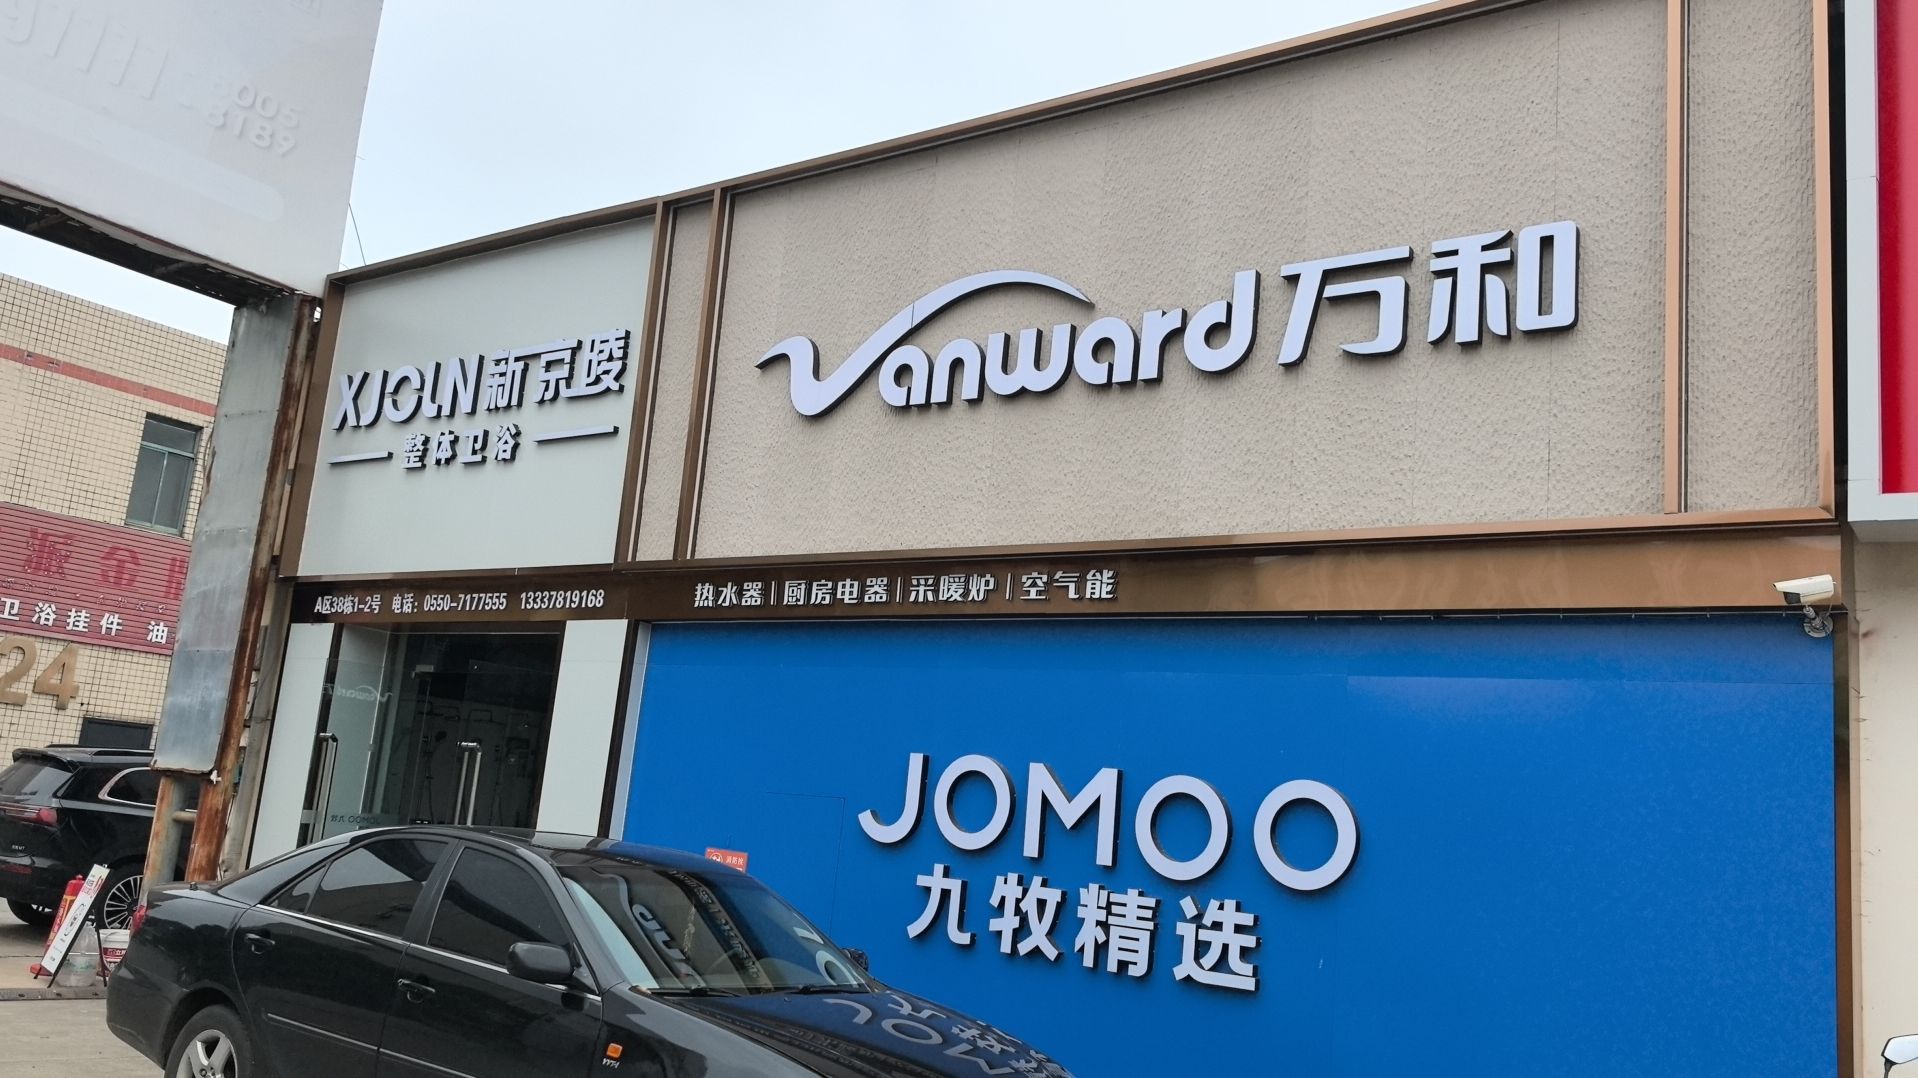 3005
8189
XJOLN新京陵
整体卫浴
Vanward万和
A区38栋1-2号 电话：0550-7177555 13337819168
热水器|厨房电器|采暖炉|空气能
卫浴挂件 油
24
JOMOO
九牧精选